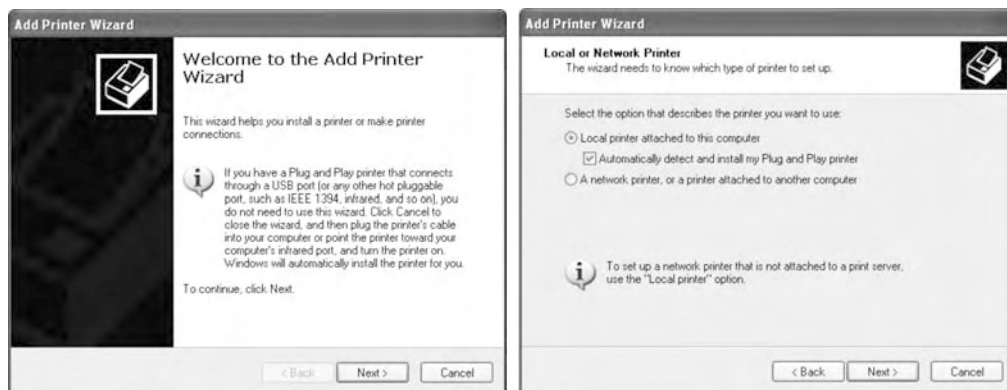 Add Printer Wizard
Welcome to the Add Printer
Wizard
This wizard helps you install a printer or make printer
connections.
If you have a Plug and Play printer that connects
through a USB port (or any other hot pluggable
port, such as IEEE 1394, infrared, and so on), you
do not need to use this wizard. Click Cancel to
close the wizard, and then plug the printer's cable
into your computer or point the printer toward your
computer's infrared port, and turn the printer on.
Windows will automatically install the printer for you.
To continue, click Next.
< Back
Next >
Cancel
Add Printer Wizard
Local or Network Printer
The wizard needs to know which type of printer to set up.
Select the option that describes the printer you want to use:
Local printer attached to this computer
Automatically detect and install my Plug and Play printer
A network printer, or a printer attached to another computer
To set up a network printer that is not attached to a print server,
use the "Local printer" option.
< Back
Next >
Cancel